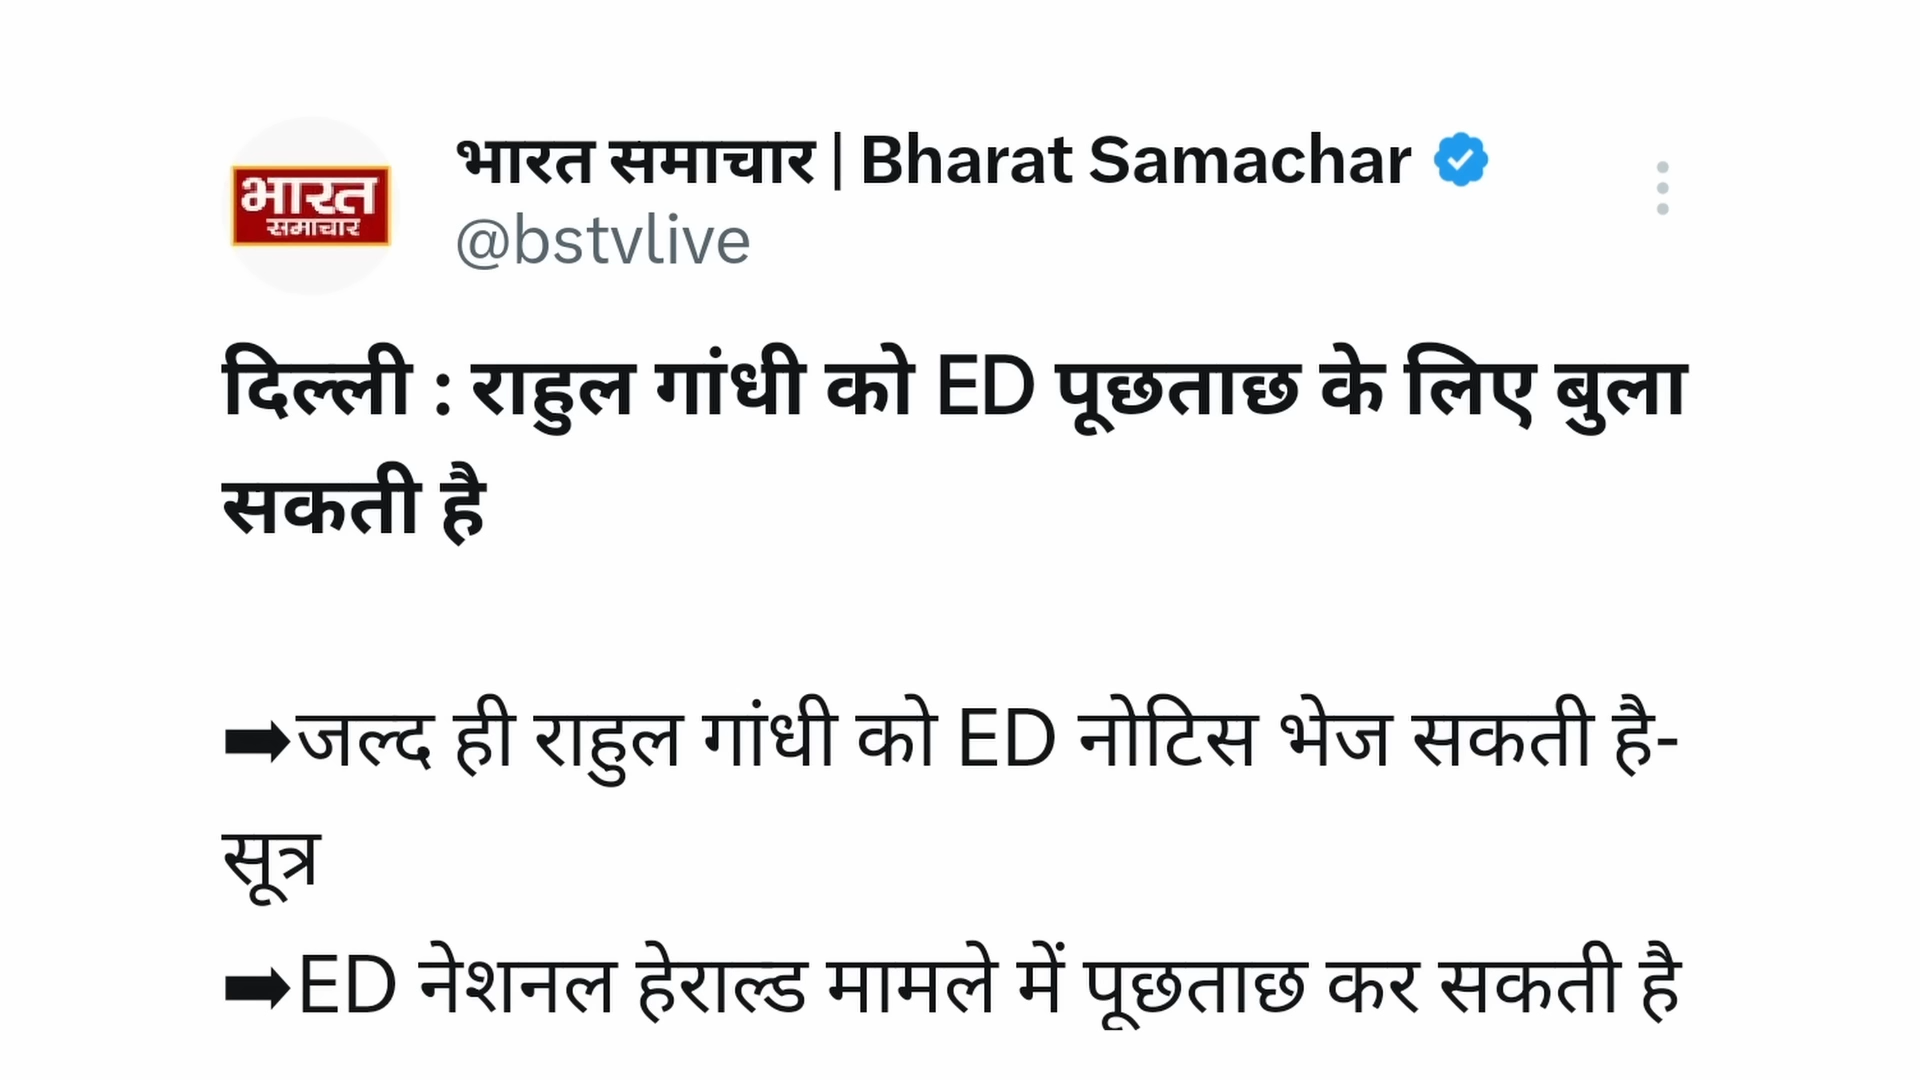 भारत समाचार
भारत समाचार | Bharat Samachar
@bstvlive
दिल्ली : राहुल गांधी को ED पूछताछ के लिए बुला
सकती है
➡जल्द ही राहुल गांधी को ED नोटिस भेज सकती है-
सूत्र
➡ED नेशनल हेराल्ड मामले में पूछताछ कर सकती है